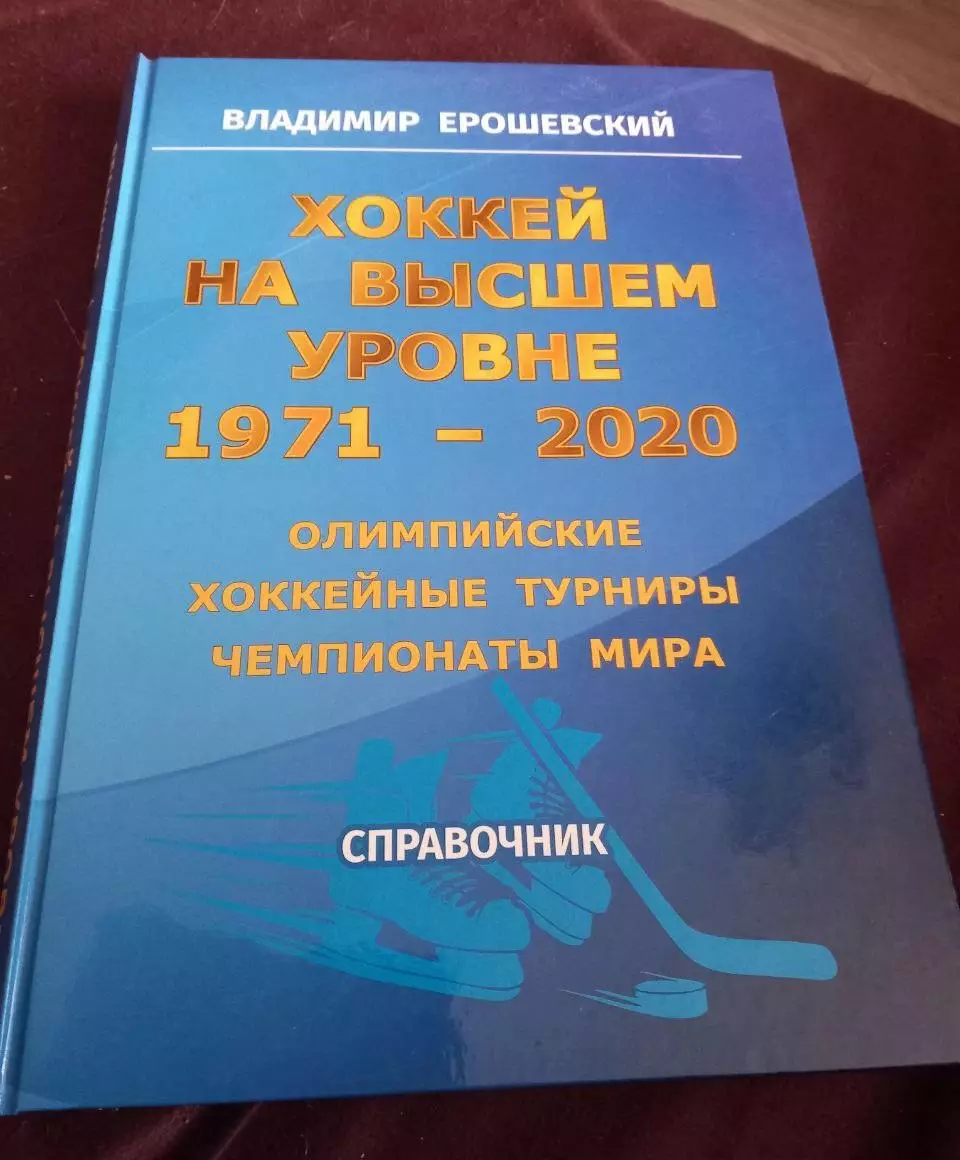 ВЛАДИМИР ЕРОШЕВСКИЙ
ХОККЕЙ
НА ВЫСШЕМ
УРОВНЕ
1971 – 2020
ОЛИМПИЙСКИЕ
ХОККЕЙНЫЕ ТУРНИРЫ
ЧЕМПИОНАТЫ МИРА
СПРАВОЧНИК